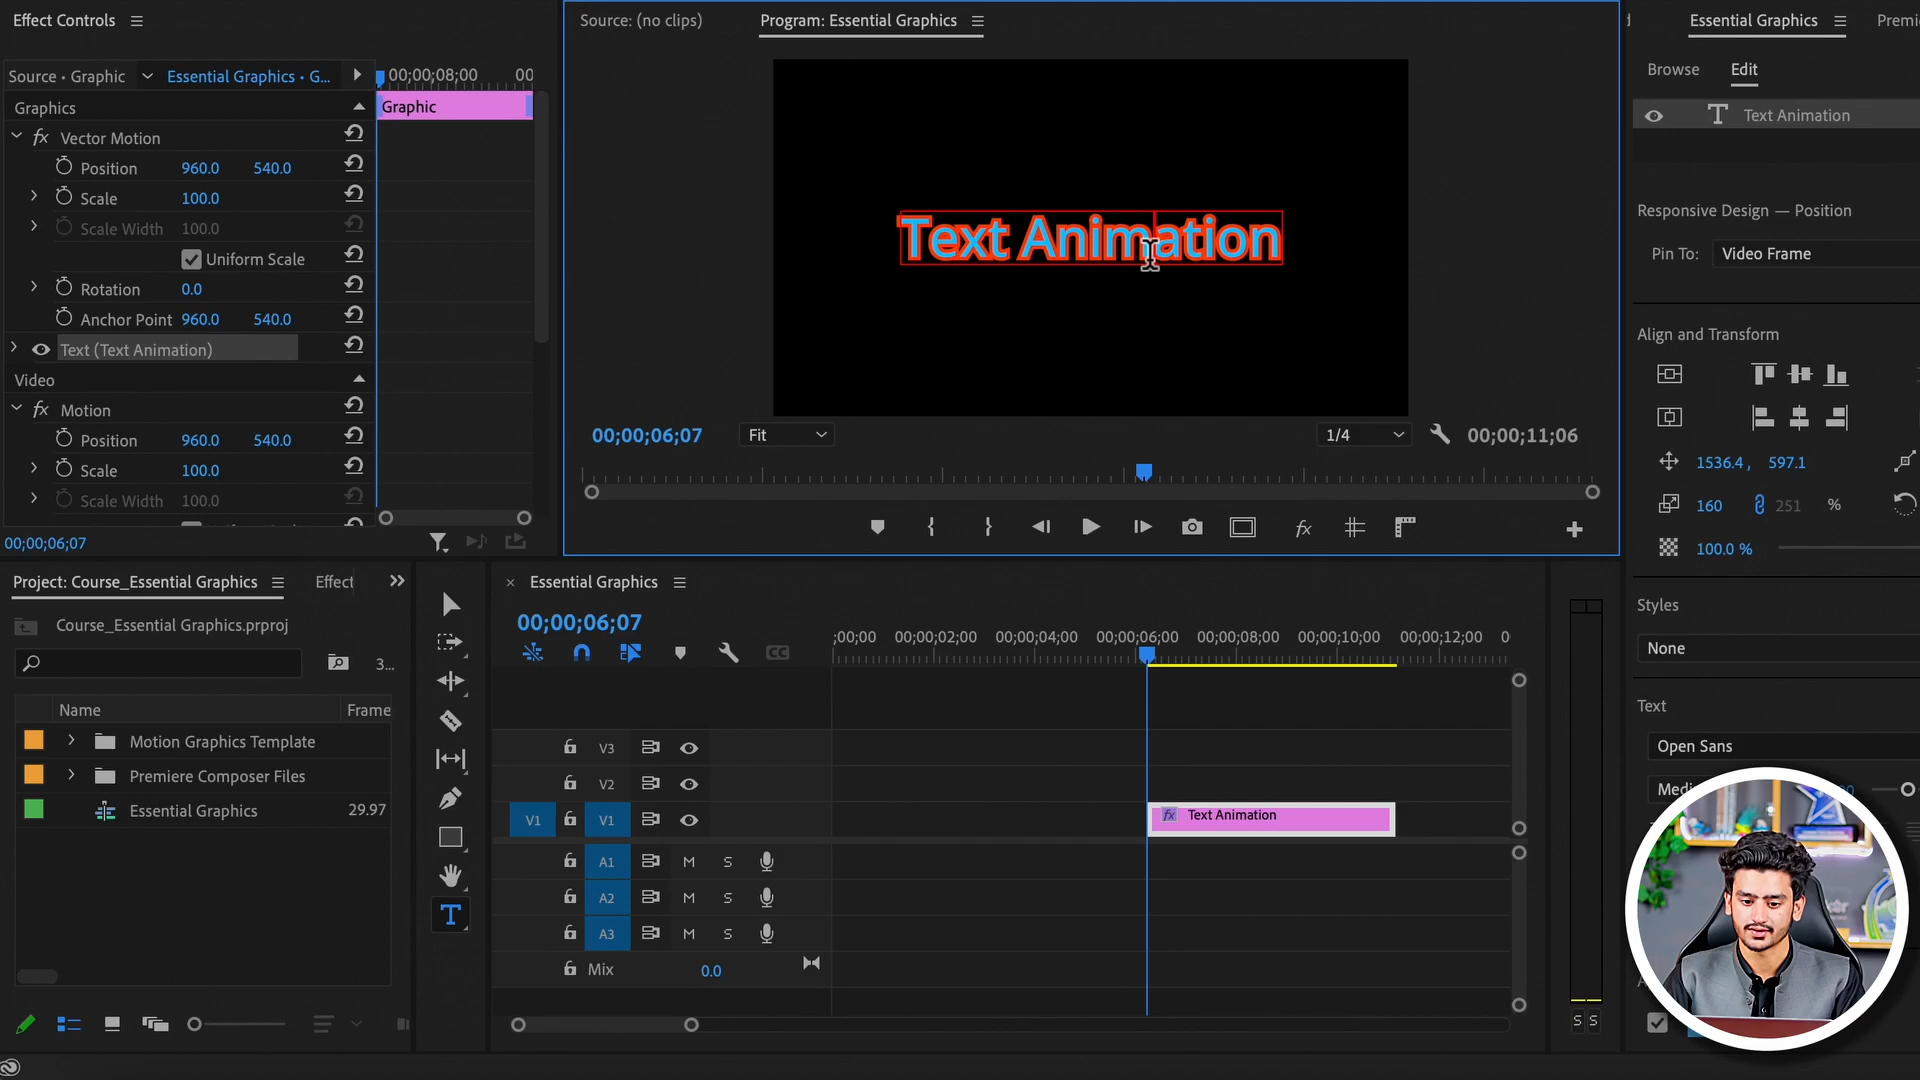 Effect Controls
Source: (no clips)
Program: Essential Graphics
Essential Graphics
Source • Graphic
Essential Graphics • G...
00;00;08;00
00
Browse
Edit
Graphics
Graphic
Text Animation
Vector Motion
Position 960.0 540.0
Scale 100.0
Scale Width 100.0
Uniform Scale
Rotation 0.0
Anchor Point 960.0 540.0
Text (Text Animation)
Video
Motion
Position 960.0 540.0
Scale 100.0
Scale Width 100.0
00;00;06;07
Text Animation
00;00;06;07
Fit
1/4
00;00;11;06
Responsive Design — Position
Pin To: Video Frame
Align and Transform
1536.4 , 597.1
160 251 %
100.0 %
Styles
None
Text
Open Sans
Project: Course_Essential Graphics
Effect
Course_Essential Graphics.prproj
3...
Name
Frame
Motion Graphics Template
Premiere Composer Files
Essential Graphics 29.97
Essential Graphics
00;00;06;07
;00;00
00;00;02;00
00;00;04;00
00;00;06;00
00;00;08;00
00;00;10;00
00;00;12;00
0
CC
V3
V2
V1 V1
Text Animation
A1 M S
A2 M S
A3 M S
Mix 0.0
S S